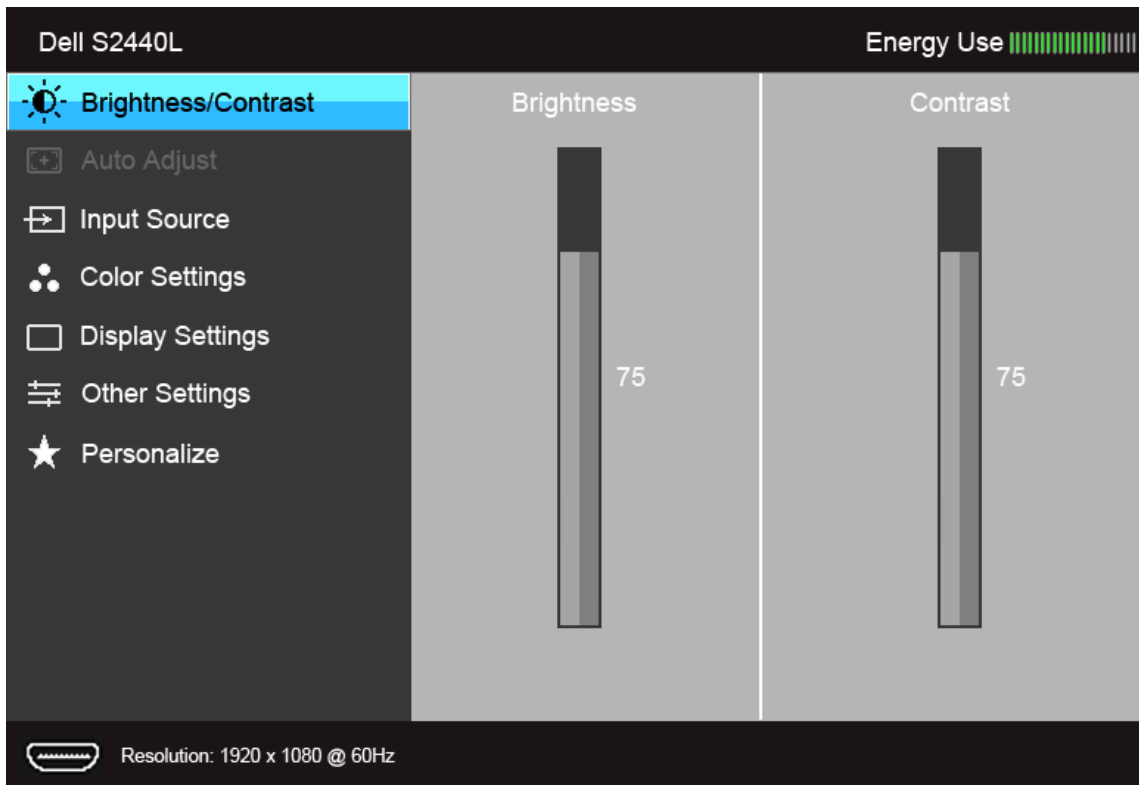 Dell S2440L
Energy Use
Brightness/Contrast
Auto Adjust
Input Source
Color Settings
Display Settings
Other Settings
Personalize
Brightness
75
Contrast
75
Resolution: 1920 x 1080 @ 60Hz